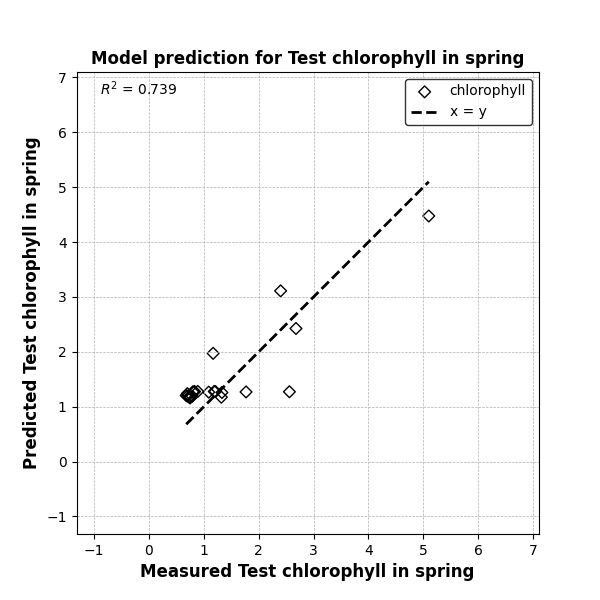 Model prediction for Test chlorophyll in spring
7
R² = 0.739
chlorophyll
x = y
6
5
4
3
2
1
0
−1
Predicted Test chlorophyll in spring
−1 0 1 2 3 4 5 6 7
Measured Test chlorophyll in spring